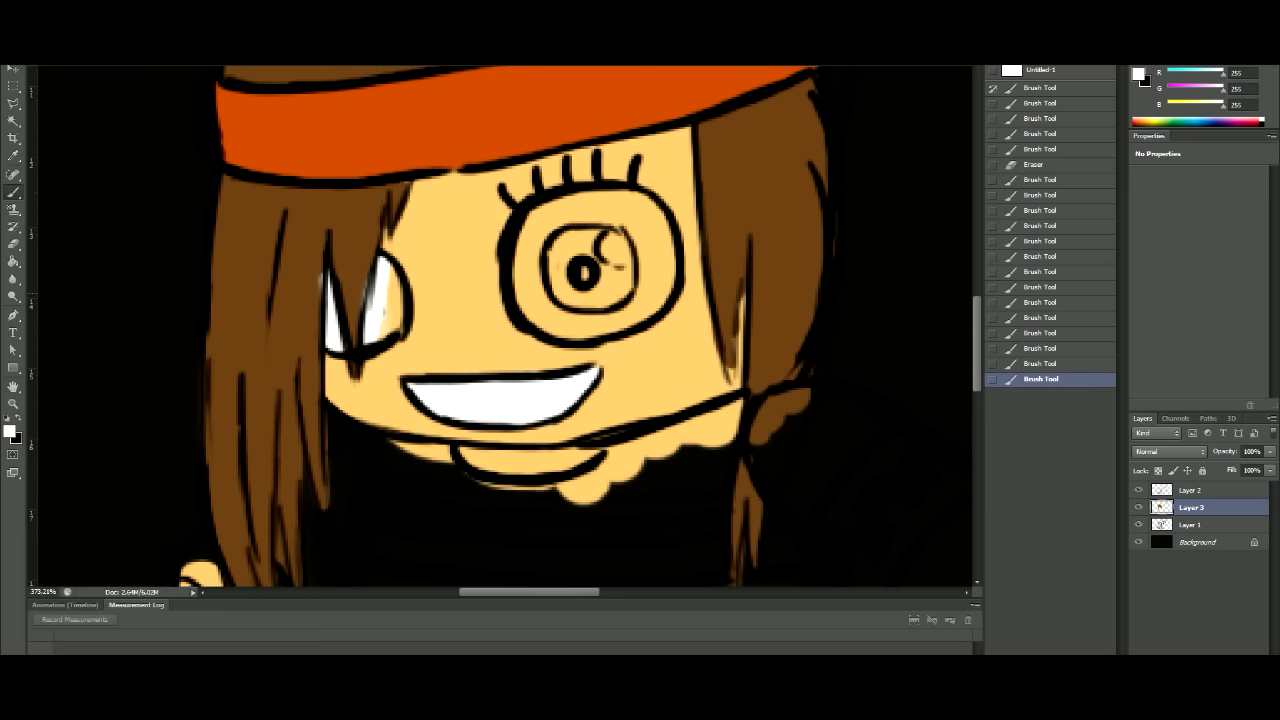 Untitled-1
Brush Tool
Brush Tool
Brush Tool
Brush Tool
Brush Tool
Eraser
Brush Tool
Brush Tool
Brush Tool
Brush Tool
Brush Tool
Brush Tool
Brush Tool
Brush Tool
Brush Tool
Brush Tool
Brush Tool
Brush Tool
Brush Tool
Brush Tool
R 255
G 255
B 255
Properties
No Properties
Layers Channels Paths 3D
Kind
Normal Opacity: 100%
Lock: Fill: 100%
Layer 2
Layer 3
Layer 1
Background
373.21% Doc: 2.64M/6.02M
Animation (Timeline) Measurement Log
Record Measurements